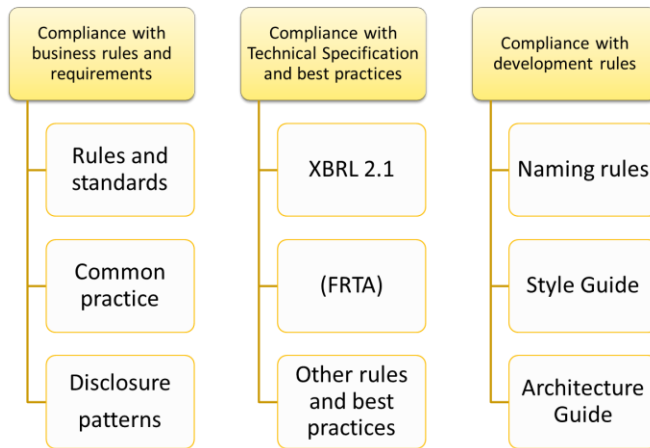 Compliance with
business rules and
requirements
Rules and
standards
Common
practice
Disclosure
patterns
Compliance with
Technical Specification
and best practices
XBRL 2.1
(FRTA)
Other rules
and best
practices
Compliance with
development rules
Naming rules
Style Guide
Architecture
Guide